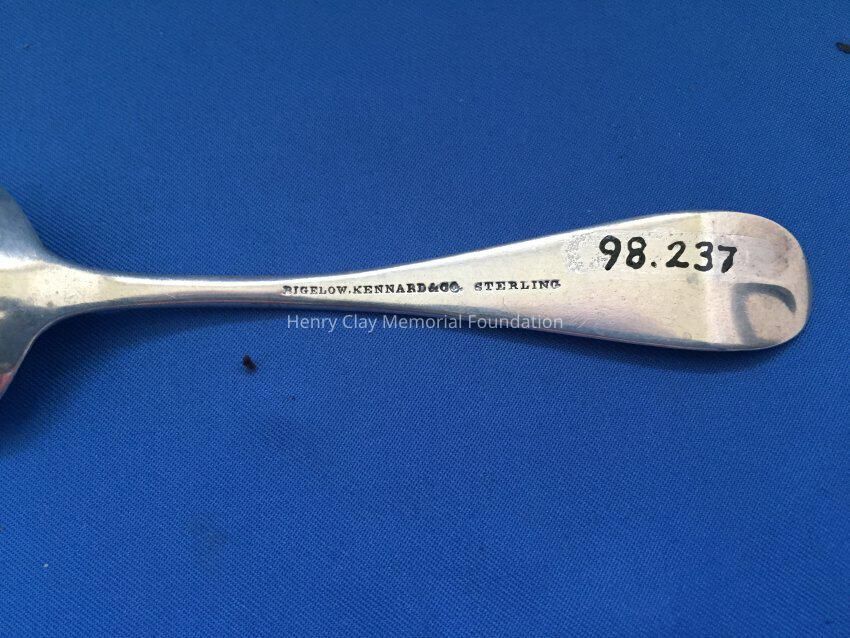 98.237
BIGELOW.KENNARD&CO. STERLING
Henry Clay Memorial Foundation